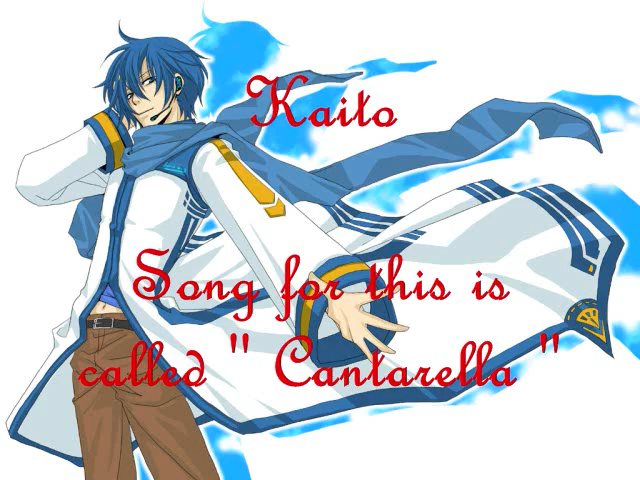 Kaito
Song for this is
called " Cantarella "